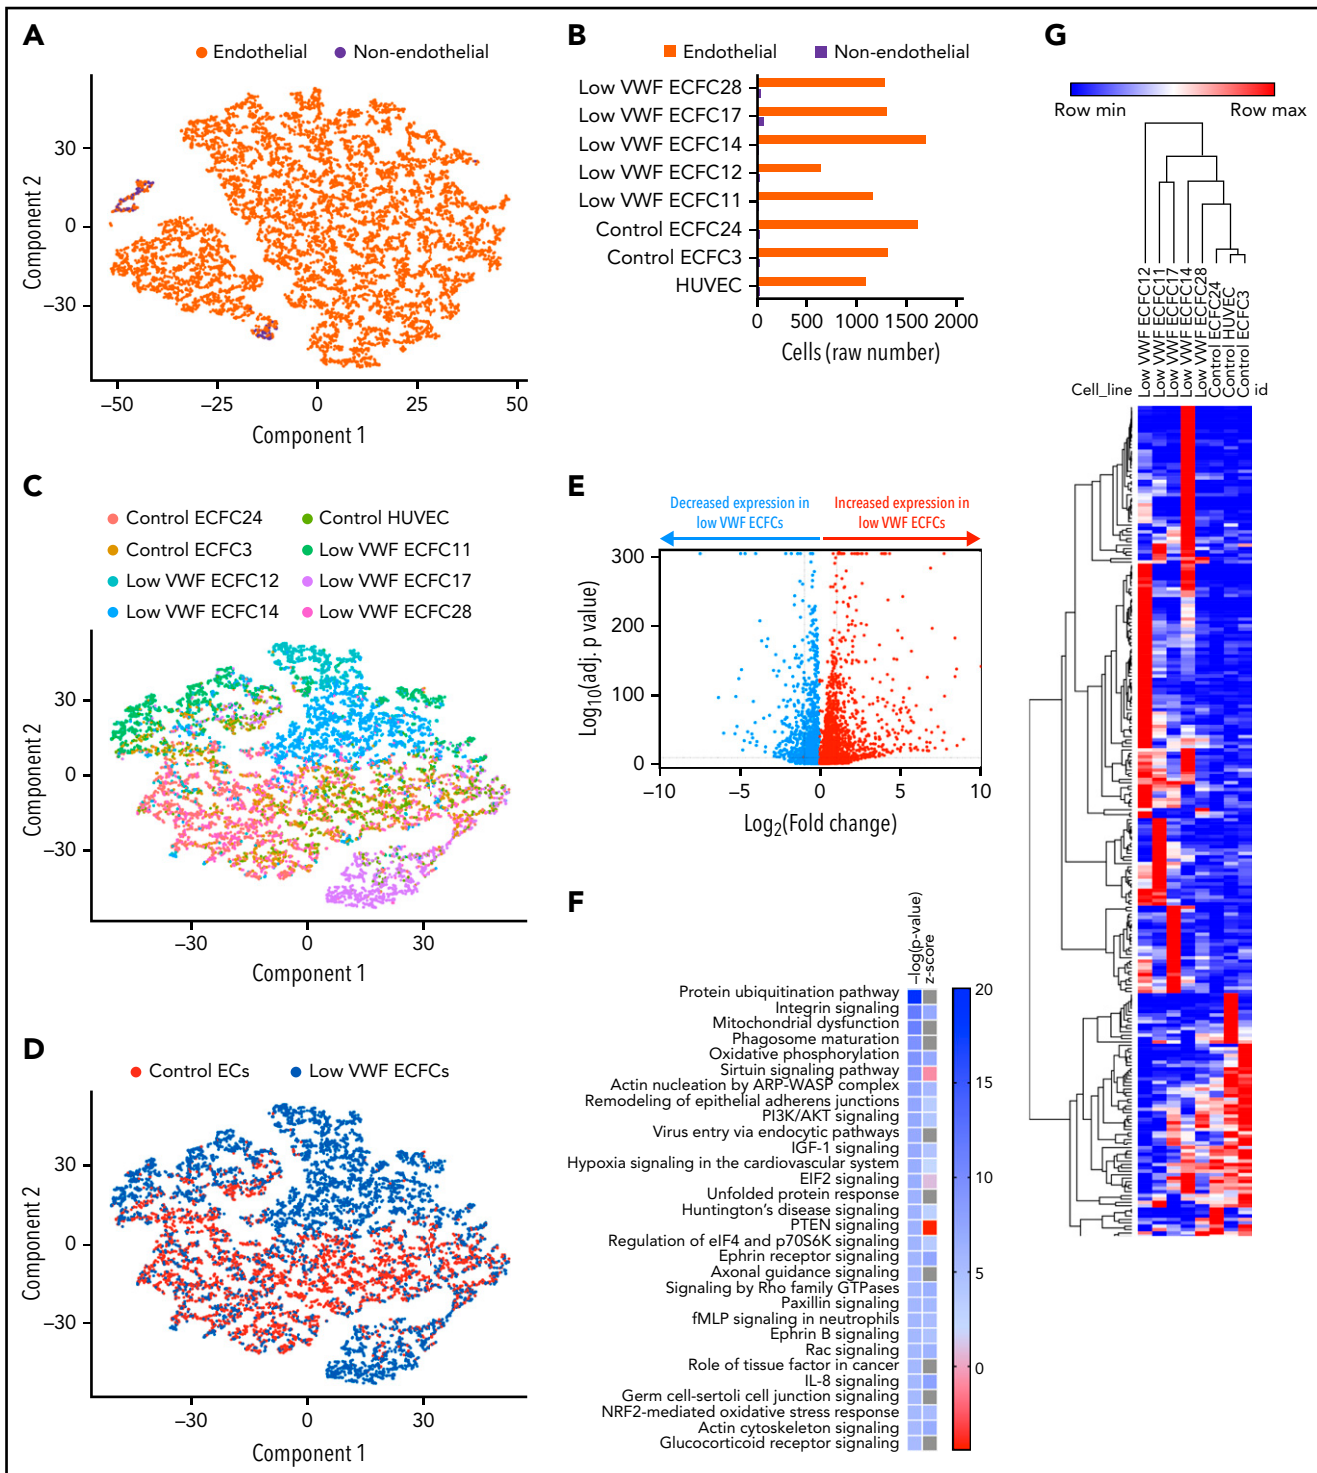 A
Endothelial
Non-endothelial
Component 2
30
0
−30
−50
−25
0
25
50
Component 1
B
Endothelial
Non-endothelial
Low VWF ECFC28
Low VWF ECFC17
Low VWF ECFC14
Low VWF ECFC12
Low VWF ECFC11
Control ECFC24
Control ECFC3
HUVEC
0
500
1000
1500
2000
Cells (raw number)
C
Control ECFC24
Control HUVEC
Control ECFC3
Low VWF ECFC11
Low VWF ECFC12
Low VWF ECFC17
Low VWF ECFC14
Low VWF ECFC28
Component 2
30
0
−30
−30
0
30
Component 1
D
Control ECs
Low VWF ECFCs
Component 2
30
0
−30
−30
0
30
Component 1
E
Decreased expression in
low VWF ECFCs
Increased expression in
low VWF ECFCs
Log10(adj. p value)
300
200
100
0
−10
−5
0
5
10
Log2(Fold change)
F
−log(p-value)
z-score
Protein ubiquitination pathway
Integrin signaling
Mitochondrial dysfunction
Phagosome maturation
Oxidative phosphorylation
Sirtuin signaling pathway
Actin nucleation by ARP-WASP complex
Remodeling of epithelial adherens junctions
PI3K/AKT signaling
Virus entry via endocytic pathways
IGF-1 signaling
Hypoxia signaling in the cardiovascular system
EIF2 signaling
Unfolded protein response
Huntington's disease signaling
PTEN signaling
Regulation of eIF4 and p70S6K signaling
Ephrin receptor signaling
Axonal guidance signaling
Signaling by Rho family GTPases
Paxillin signaling
fMLP signaling in neutrophils
Ephrin B signaling
Rac signaling
Role of tissue factor in cancer
IL-8 signaling
Germ cell-sertoli cell junction signaling
NRF2-mediated oxidative stress response
Actin cytoskeleton signaling
Glucocorticoid receptor signaling
20
15
10
5
0
G
Row min
Row max
Low VWF ECFC12
Low VWF ECFC11
Low VWF ECFC17
Low VWF ECFC14
Low VWF ECFC28
Control ECFC24
Control HUVEC
Control ECFC3
Cell_line
id